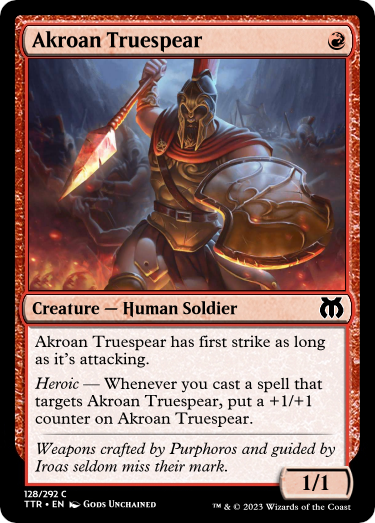 Akroan Truespear
Creature — Human Soldier
Akroan Truespear has first strike as long
as it's attacking.
Heroic — Whenever you cast a spell that
targets Akroan Truespear, put a +1/+1
counter on Akroan Truespear.
Weapons crafted by Purphoros and guided by
Iroas seldom miss their mark.
1/1
128/292 C
TTR • EN Gods Unchained
™ & © 2023 Wizards of the Coast